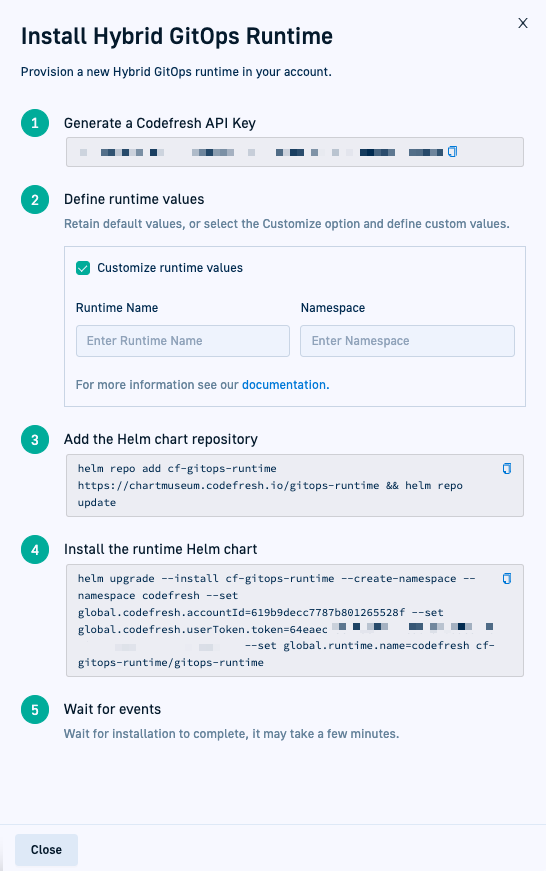 Install Hybrid GitOps Runtime
X
Provision a new Hybrid GitOps runtime in your account.
1
Generate a Codefresh API Key
2
Define runtime values
Retain default values, or select the Customize option and define custom values.
Customize runtime values
Runtime Name
Namespace
Enter Runtime Name
Enter Namespace
For more information see our documentation.
3
Add the Helm chart repository
helm repo add cf-gitops-runtime
https://chartmuseum.codefresh.io/gitops-runtime && helm repo
update
4
Install the runtime Helm chart
helm upgrade --install cf-gitops-runtime --create-namespace --
namespace codefresh --set
global.codefresh.accountId=619b9decc7787b801265528f --set
global.codefresh.userToken.token=64eaec
--set global.runtime.name=codefresh cf-
gitops-runtime/gitops-runtime
5
Wait for events
Wait for installation to complete, it may take a few minutes.
Close